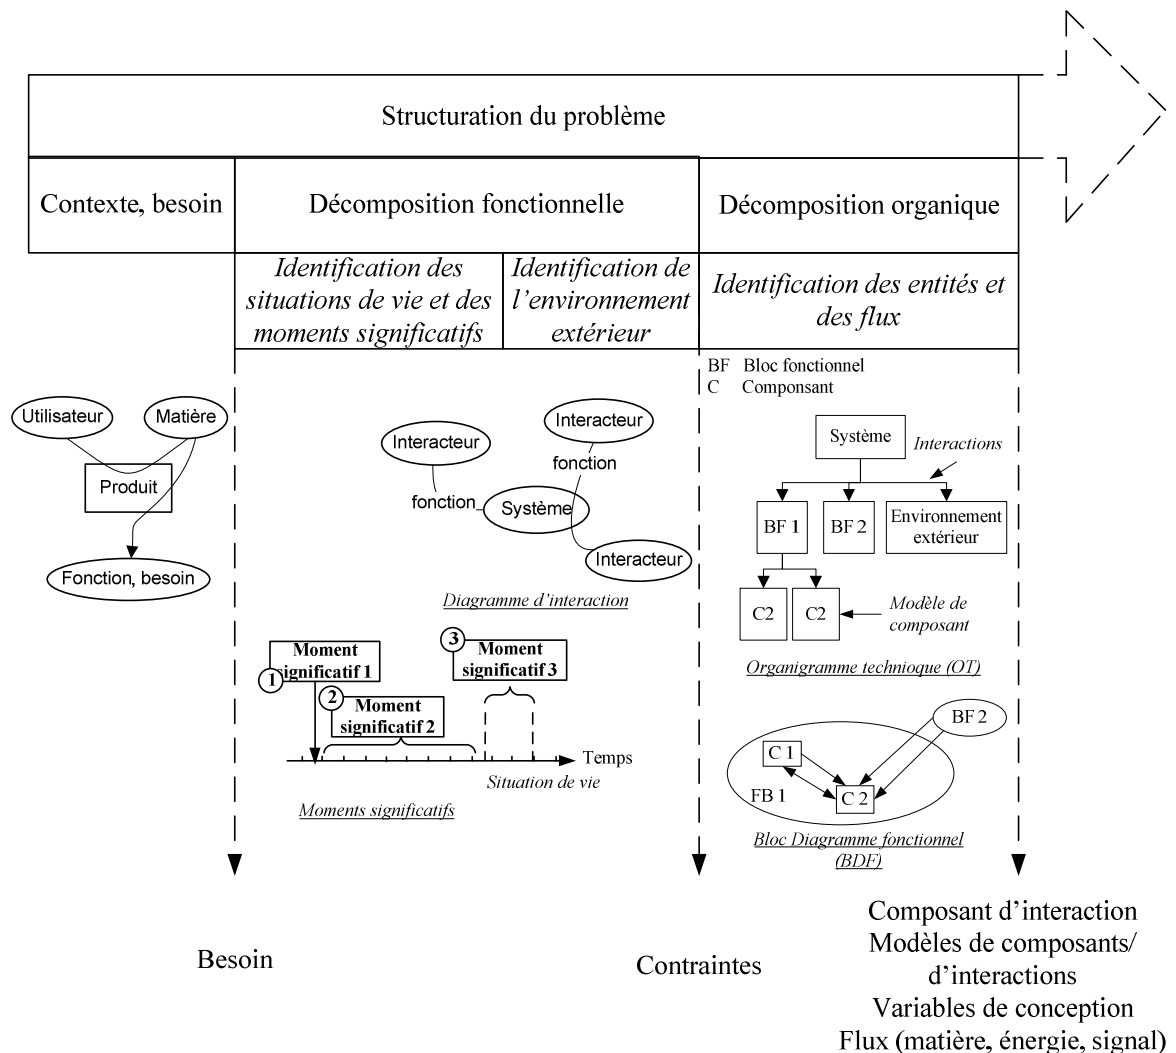 Structuration du problème
Contexte, besoin
Décomposition fonctionnelle
Décomposition organique
Identification des
situations de vie et des
moments significatifs
Identification de
l’environnement
extérieur
Identification des entités et
des flux
Utilisateur
Matière
Produit
Fonction, besoin
Interacteur
fonction
Système
Interacteur
fonction
Interacteur
Diagramme d’interaction
1
Moment
significatif 1
2
Moment
significatif 2
3
Moment
significatif 3
Temps
Situation de vie
Moments significatifs
BF Bloc fonctionnel
C Componsant
Système
Interactions
BF 1
BF 2
Environnement
extérieur
C2
C2
Modèle de
composant
Organigramme technioque (OT)
BF 2
C 1
C 2
FB 1
Bloc Diagramme fonctionnel
(BDF)
Besoin
Contraintes
Composant d’interaction
Modèles de composants/
d’interactions
Variables de conception
Flux (matière, énergie, signal)